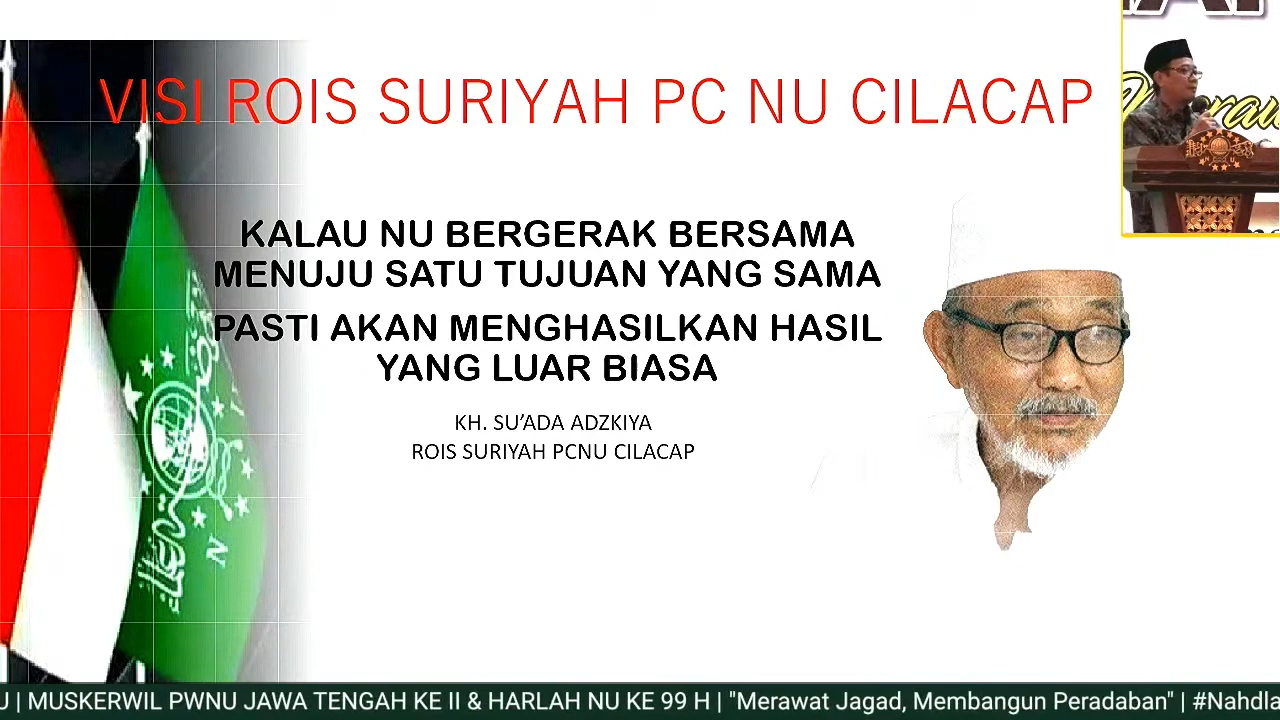 VISI ROIS SURIYAH PC NU CILACAP
KALAU NU BERGERAK BERSAMA
MENUJU SATU TUJUAN YANG SAMA
PASTI AKAN MENGHASILKAN HASIL
YANG LUAR BIASA
KH. SU'ADA ADZKIYA
ROIS SURIYAH PCNU CILACAP
N
N U
U | MUSKERWIL PWNU JAWA TENGAH KE II & HARLAH NU KE 99 H | "Merawat Jagad, Membangun Peradaban" | #Nahdla